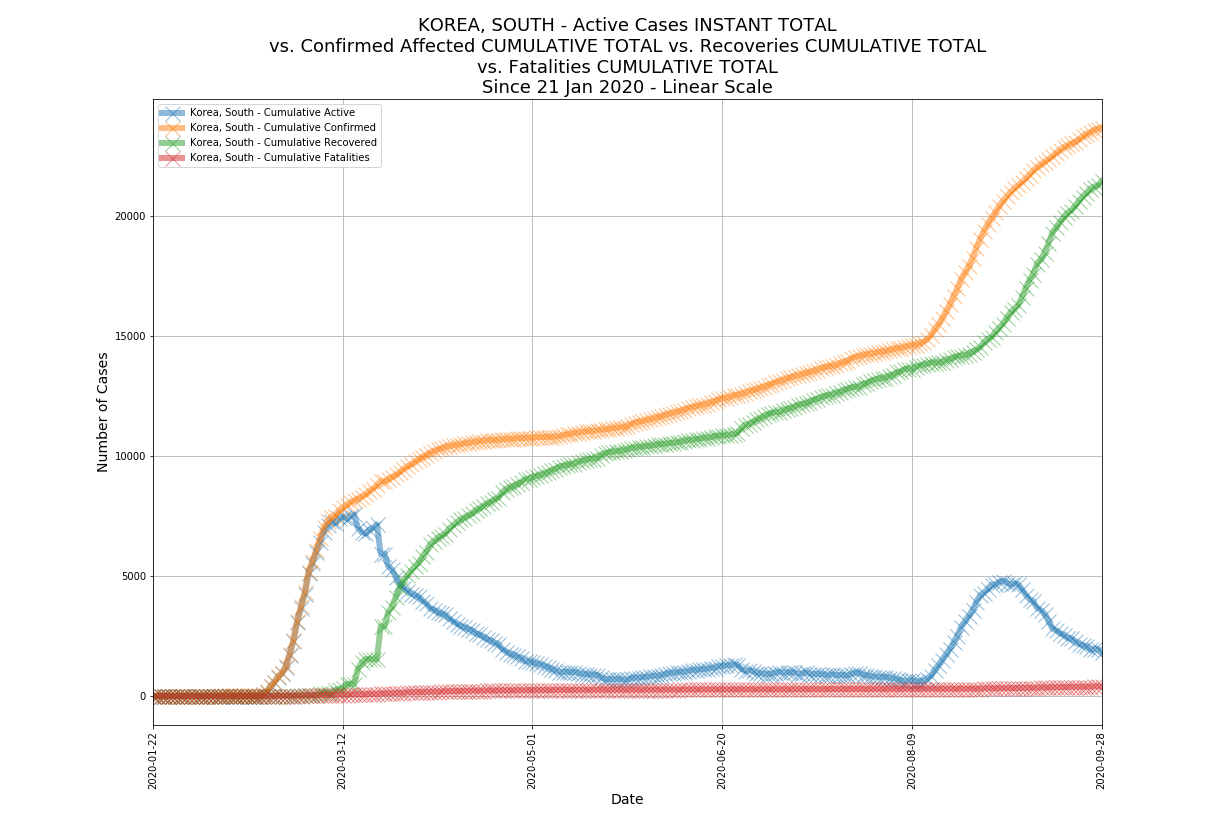 KOREA, SOUTH - Active Cases INSTANT TOTAL
vs. Confirmed Affected CUMULATIVE TOTAL vs. Recoveries CUMULATIVE TOTAL
vs. Fatalities CUMULATIVE TOTAL
Since 21 Jan 2020 - Linear Scale
Korea, South - Cumulative Active
Korea, South - Cumulative Confirmed
Korea, South - Cumulative Recovered
Korea, South - Cumulative Fatalities
Number of Cases
20000
15000
10000
5000
0
2020-01-22
2020-03-12
2020-05-01
2020-06-20
2020-08-09
2020-09-28
Date